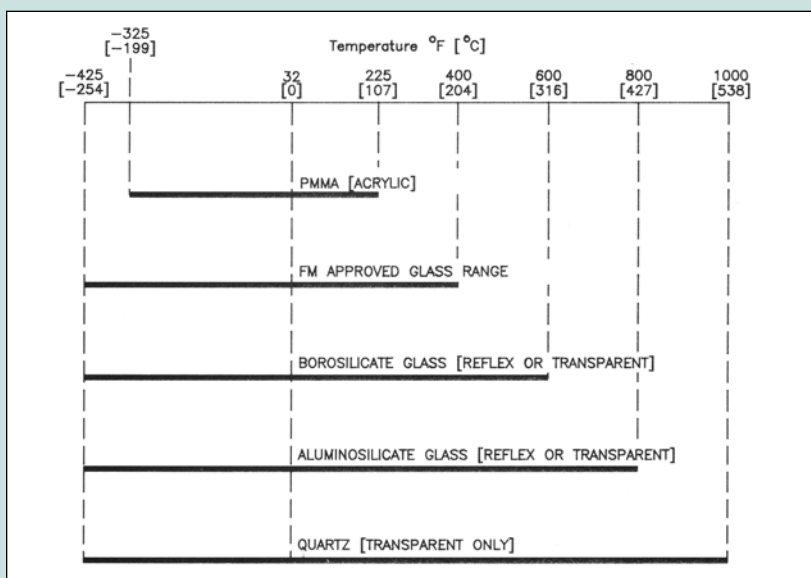 -325
[-199]
Temperature °F [°C]
-425 32 225 400 600 800 1000
[-254] [0] [107] [204] [316] [427] [538]
PMMA [ACRYLIC]
FM APPROVED GLASS RANGE
BOROSILICATE GLASS [REFLEX OR TRANSPARENT]
ALUMINOSILICATE GLASS [REFLEX OR TRANSPARENT]
QUARTZ [TRANSPARENT ONLY]